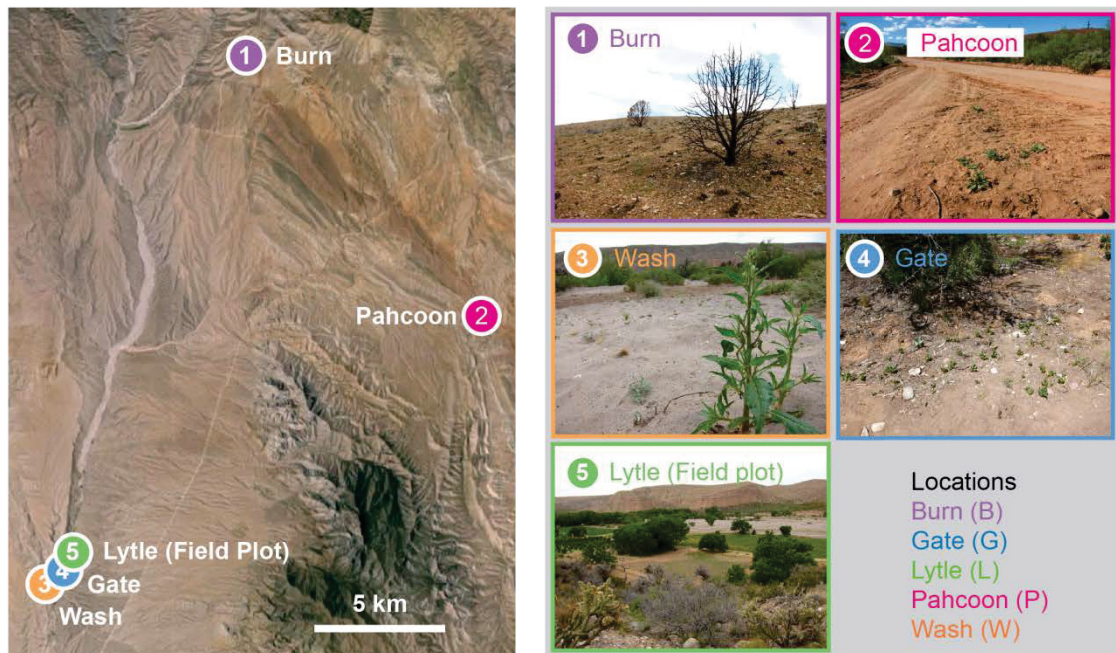 1 Burn
Pahcoon 2
5 Lytle (Field Plot)
4 Gate
3
Wash
5 km
1 Burn
2 Pahcoon
3 Wash
4 Gate
5 Lytle (Field plot)
Locations
Burn (B)
Gate (G)
Lytle (L)
Pahcoon (P)
Wash (W)